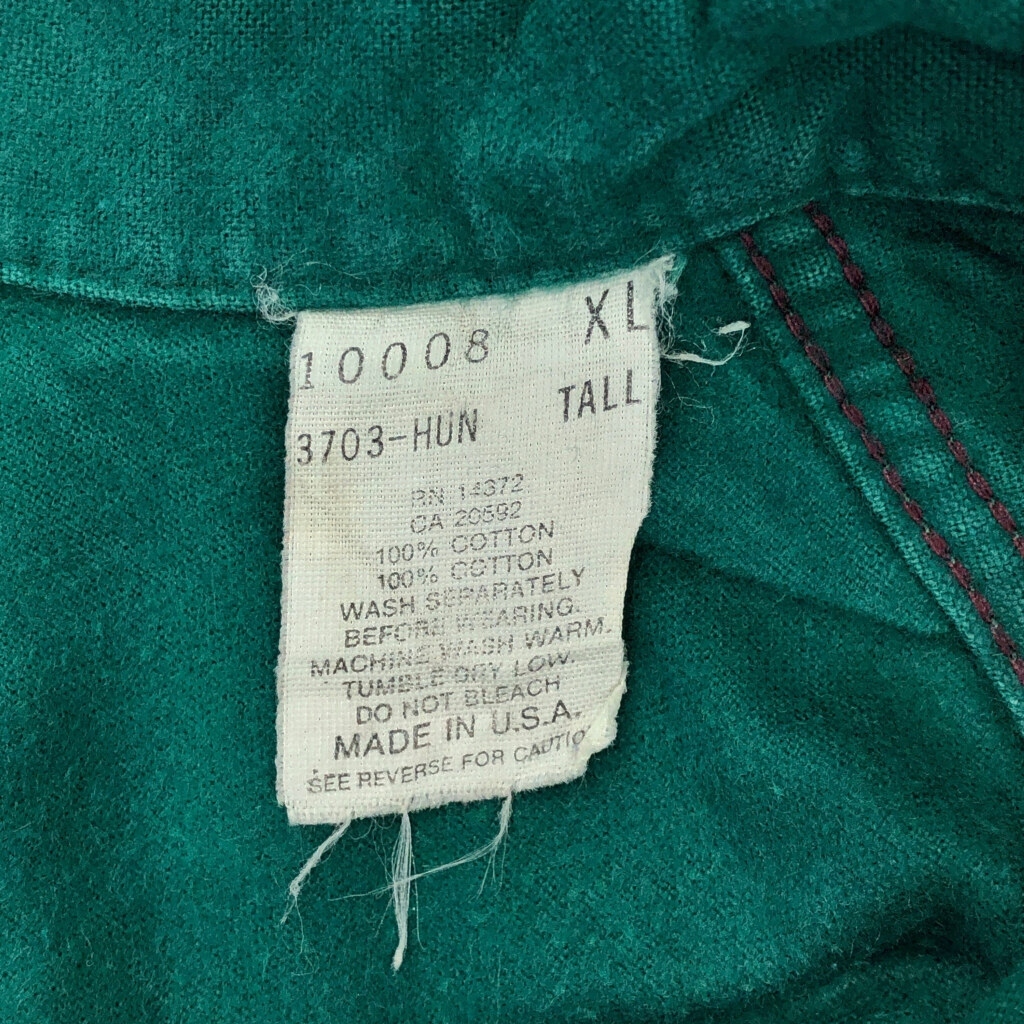 10008 XL
3703-HUN TALL
RN 14372
CA 20592
100% COTTON
100% COTTON
WASH SEPARATELY
BEFORE WEARING.
MACHINE WASH WARM.
TUMBLE DRY LOW.
DO NOT BLEACH
MADE IN U.S.A.
SEE REVERSE FOR CAUTIO